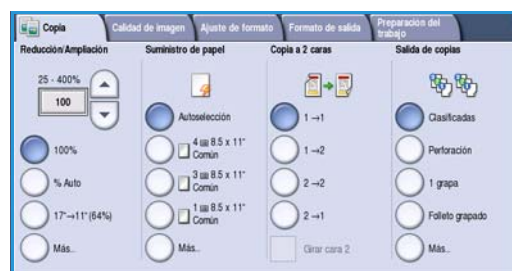 Copia
Calidad de imagen
Ajuste de formato
Formato de salida
Preparación del
trabajo
Reducción/Ampliación
25 - 400%
100
100%
% Auto
17"→11" (64%)
Más...
Suministro de papel
Autoselección
4 8.5 x 11"
Común
3 8.5 x 11"
Común
1 8.5 x 11"
Común
Más...
Copia a 2 caras
1 →1
1 →2
2 →2
2 →1
Girar cara 2
Salida de copias
Clasificadas
Perforación
1 grapa
Folleto grapado
Más...